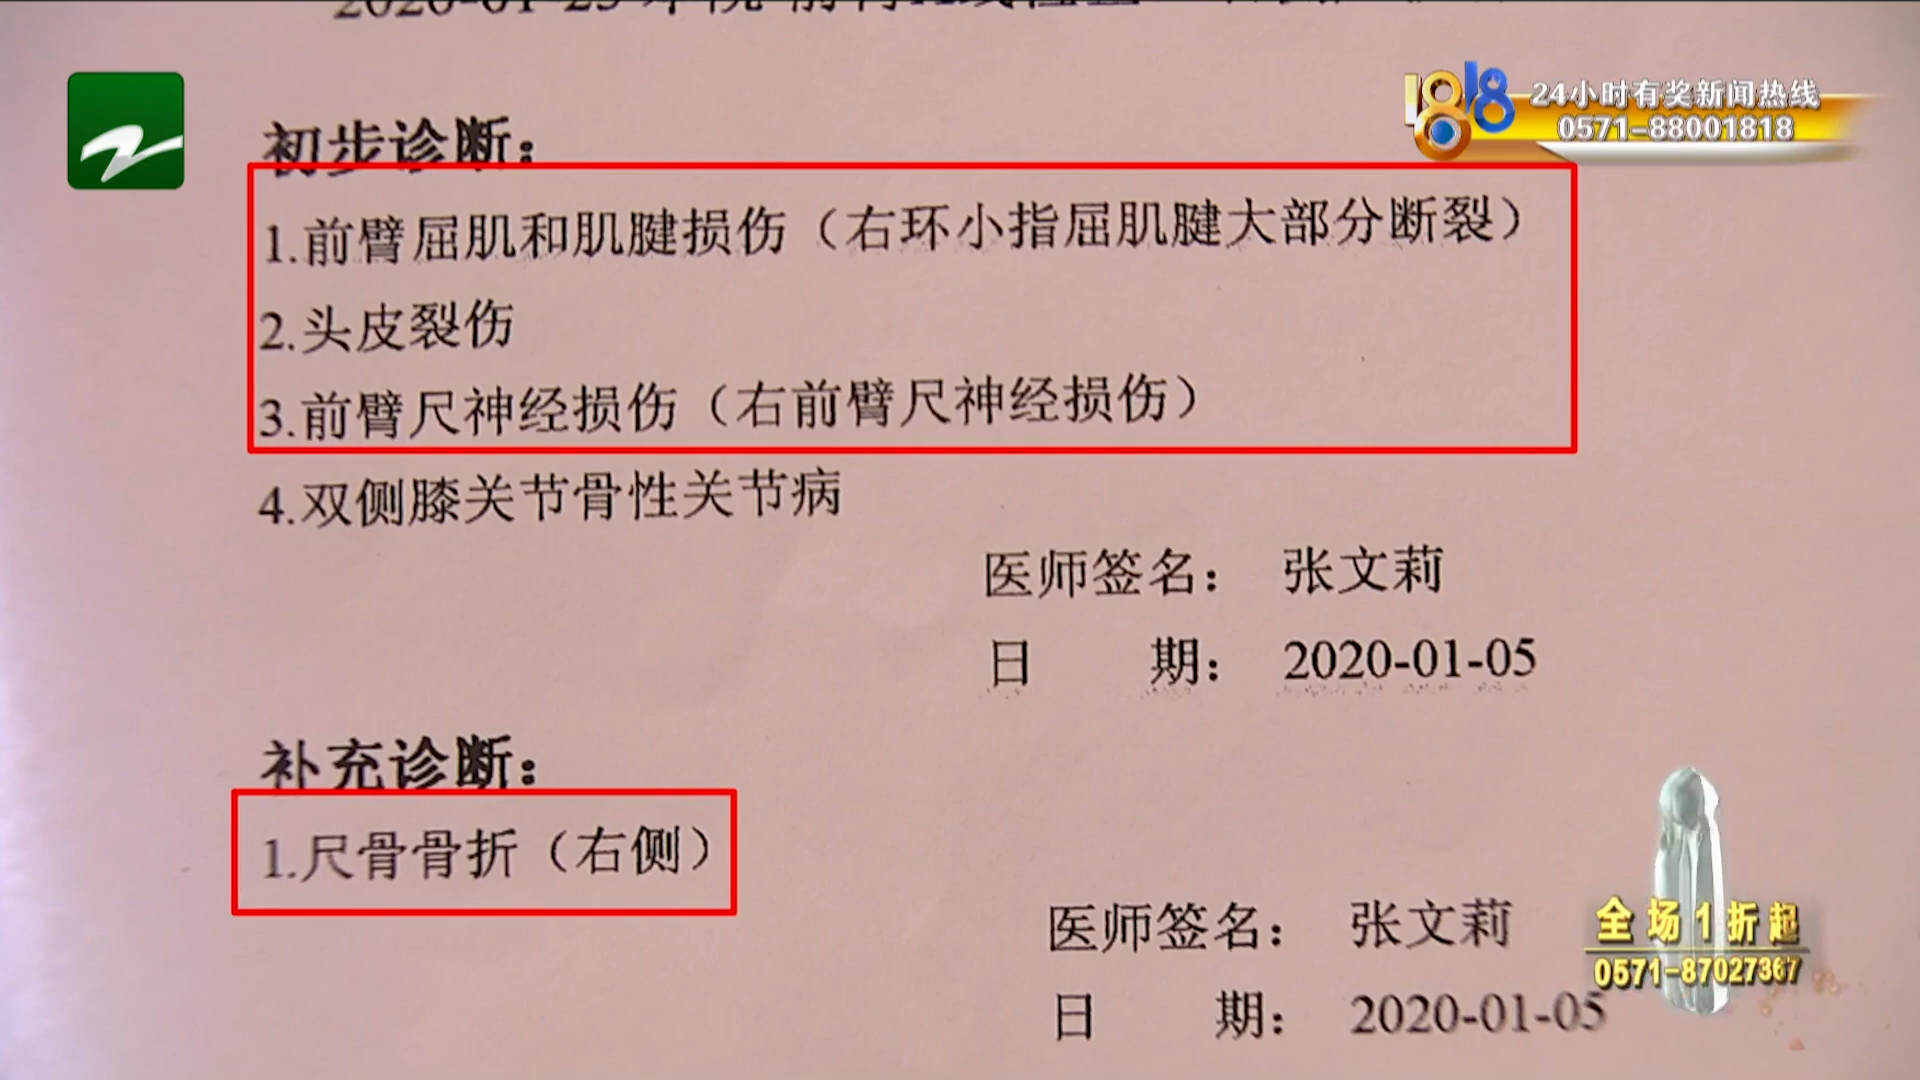 24小时有奖新闻热线
1818
0571-88001818
初步诊断：
1.前臂屈肌和肌腱损伤（右环小指屈肌腱大部分断裂）
2.头皮裂伤
3.前臂尺神经损伤（右前臂尺神经损伤）
4.双侧膝关节骨性关节病
医师签名： 张文莉
日 期： 2020-01-05
补充诊断：
1.尺骨骨折（右侧）
医师签名： 张文莉
日 期： 2020-01-05
全场1折起
0571-87027367